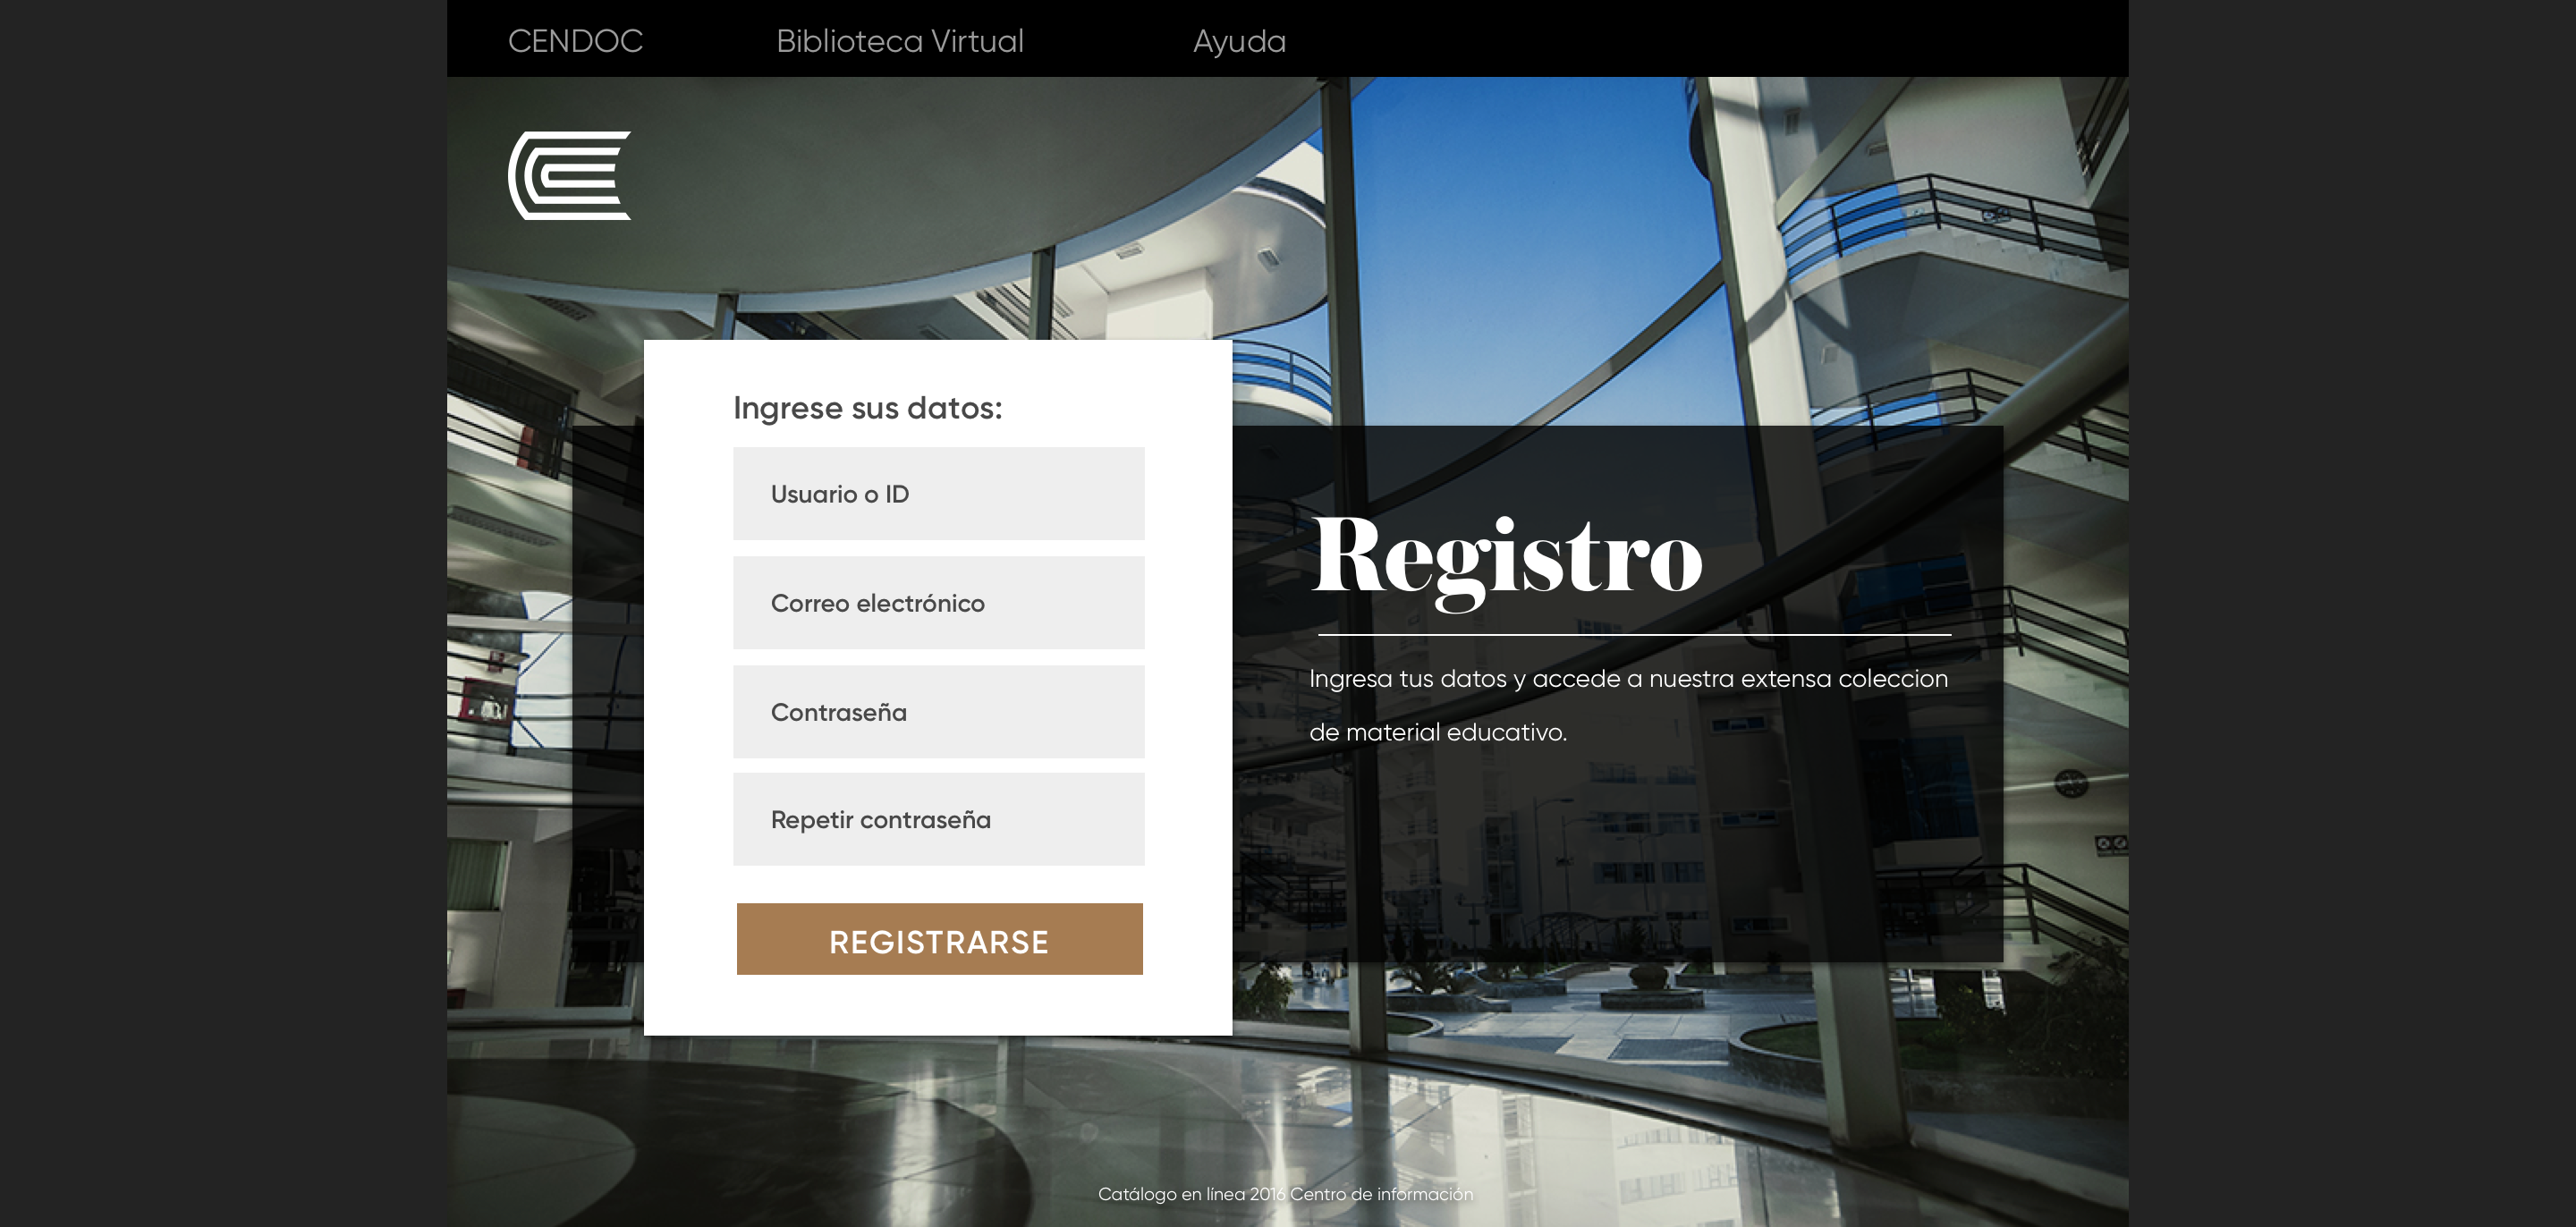 CENDOC Biblioteca Virtual Ayuda
Ingrese sus datos:
Usuario o ID
Correo electrónico
Contraseña
Repetir contraseña
REGISTRARSE
Registro
Ingresa tus datos y accede a nuestra extensa coleccion
de material educativo.
Catálogo en línea 2016 Centro de información